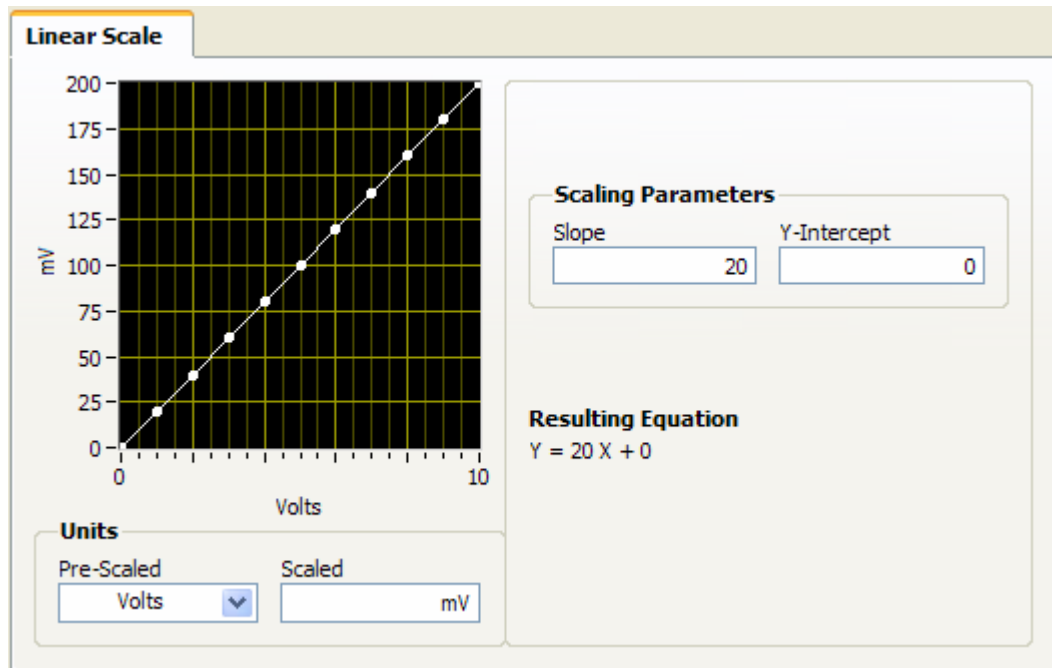 Linear Scale
200
175
150
125
100
75
50
25
0
mV
0 10
Volts
Scaling Parameters
Slope Y-Intercept
20 0
Resulting Equation
Y = 20 X + 0
Units
Pre-Scaled Scaled
Volts mV